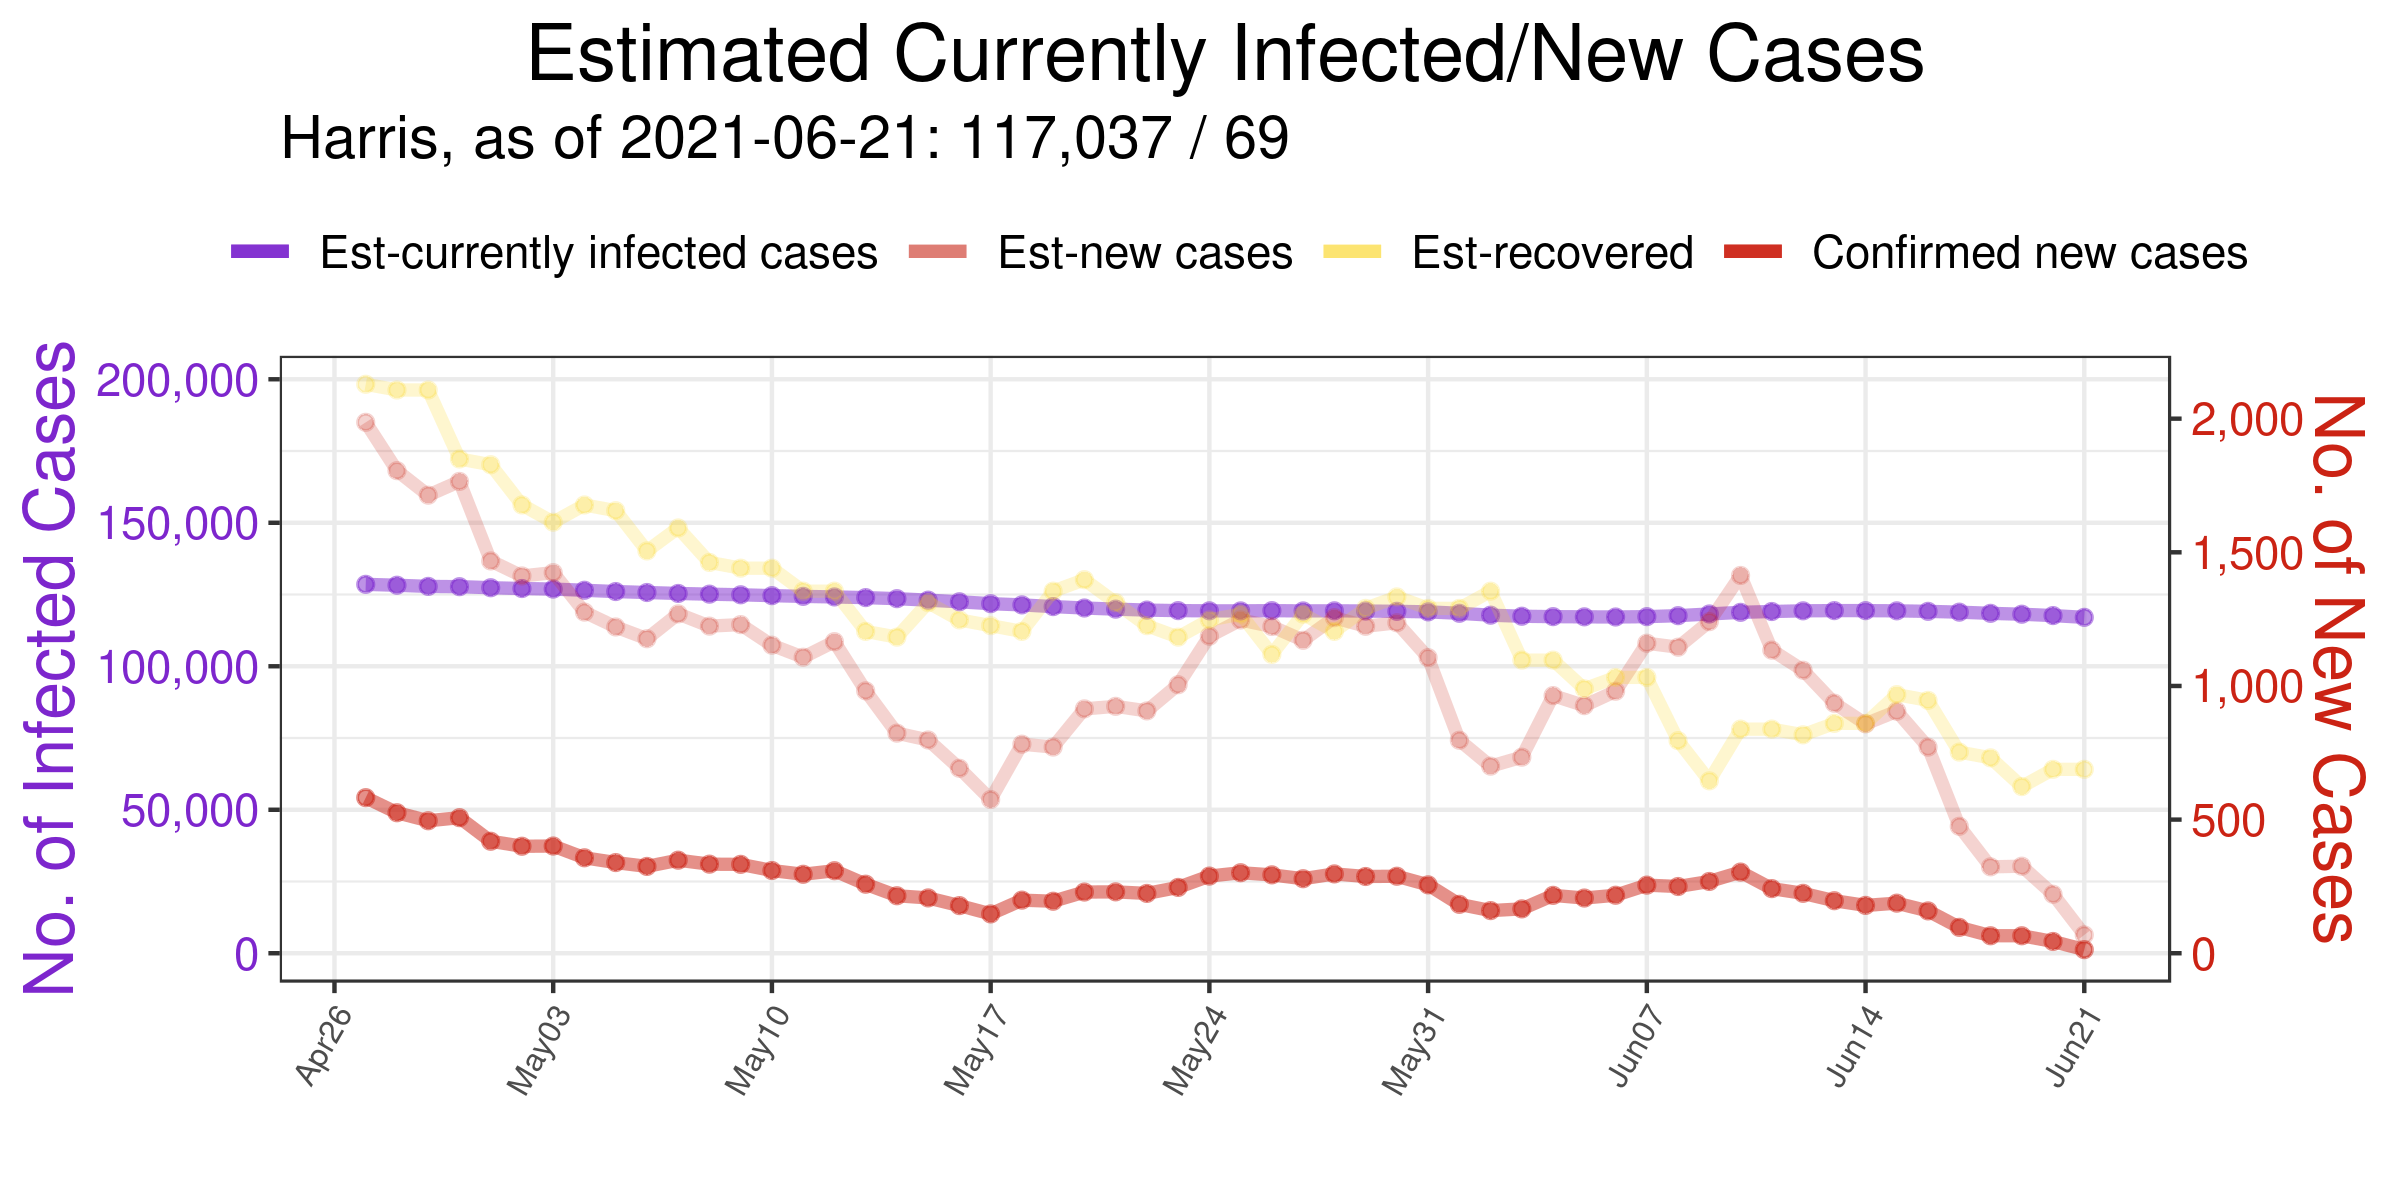 Estimated Currently Infected/New Cases
Harris, as of 2021-06-21: 117,037 / 69
Est-currently infected cases Est-new cases Est-recovered Confirmed new cases
No. of Infected Cases
200,000
150,000
100,000
50,000
0
2,000
1,500
1,000
500
0
No. of New Cases
Apr26 May03 May10 May17 May24 May31 Jun07 Jun14 Jun21